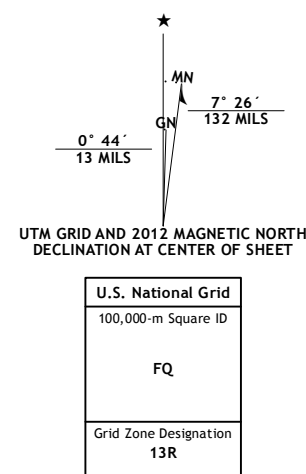 MN
GN
7° 26´
132 MILS
0° 44´
13 MILS
UTM GRID AND 2012 MAGNETIC NORTH
DECLINATION AT CENTER OF SHEET
U.S. National Grid
100,000-m Square ID
FQ
Grid Zone Designation
13R